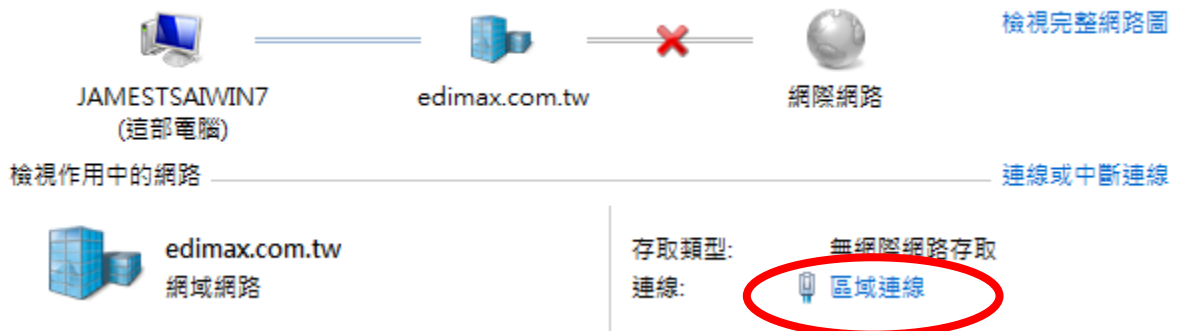 檢視完整網路圖
JAMESTSAIWIN7
(這部電腦)
edimax.com.tw
網際網路
檢視作用中的網路
連線或中斷連線
edimax.com.tw
網域網路
存取類型: 無網際網路存取
連線: 區域連線